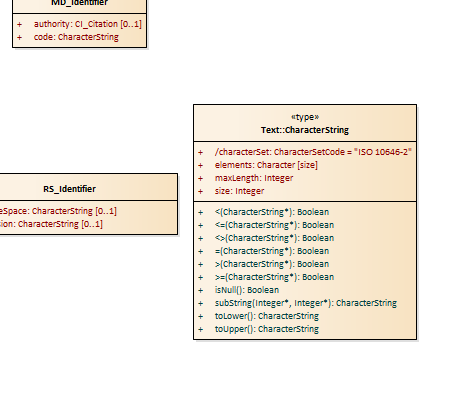 MD_Identifier
+ authority: CI_Citation [0..1]
+ code: CharacterString
«type»
Text::CharacterString
+ /characterSet: CharacterSetCode = "ISO 10646-2"
+ elements: Character [size]
+ maxLength: Integer
+ size: Integer
+ <(CharacterString*): Boolean
+ <=(CharacterString*): Boolean
+ <>(CharacterString*): Boolean
+ =(CharacterString*): Boolean
+ >(CharacterString*): Boolean
+ >=(CharacterString*): Boolean
+ isNull(): Boolean
+ subString(Integer*, Integer*): CharacterString
+ toLower(): CharacterString
+ toUpper(): CharacterString
RS_Identifier
eSpace: CharacterString [0..1]
ion: CharacterString [0..1]